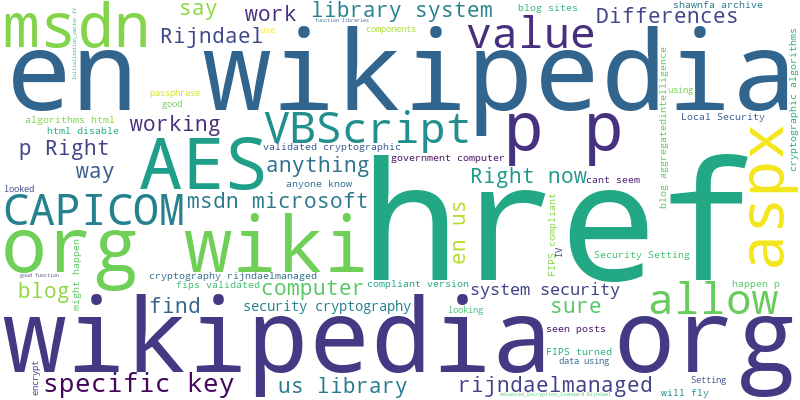 msdn
say
work
library system
function libraries
blog sites
shawnfa archive
Differences
Initialization_vector IV
Rijndael
use
components
value
en wikipedia
passphrase
good
algorithms html
html disable
working
VBScript
p p
Local Security
using
cryptographic algorithms
blog aggregatedintelligence
p Right
AES
validated cryptographic
government computer
anything
way
looked
anyone know
Right now
cant seem
aspx
CAPICOM
msdn microsoft
href
org wiki
en us
FIPS compliant
IV
Security Setting
good function
might happen
cryptography rijndaelmanaged
fips validated
computer
compliant version
system security
happen p
blog
find
security cryptography
looking
sure
allow
wikipedia org
seen posts
FIPS turned
data using
encrypt
specific key
us library
rijndaelmanaged
Setting
will fly
Advanced_Encryption_Standard Rijndael